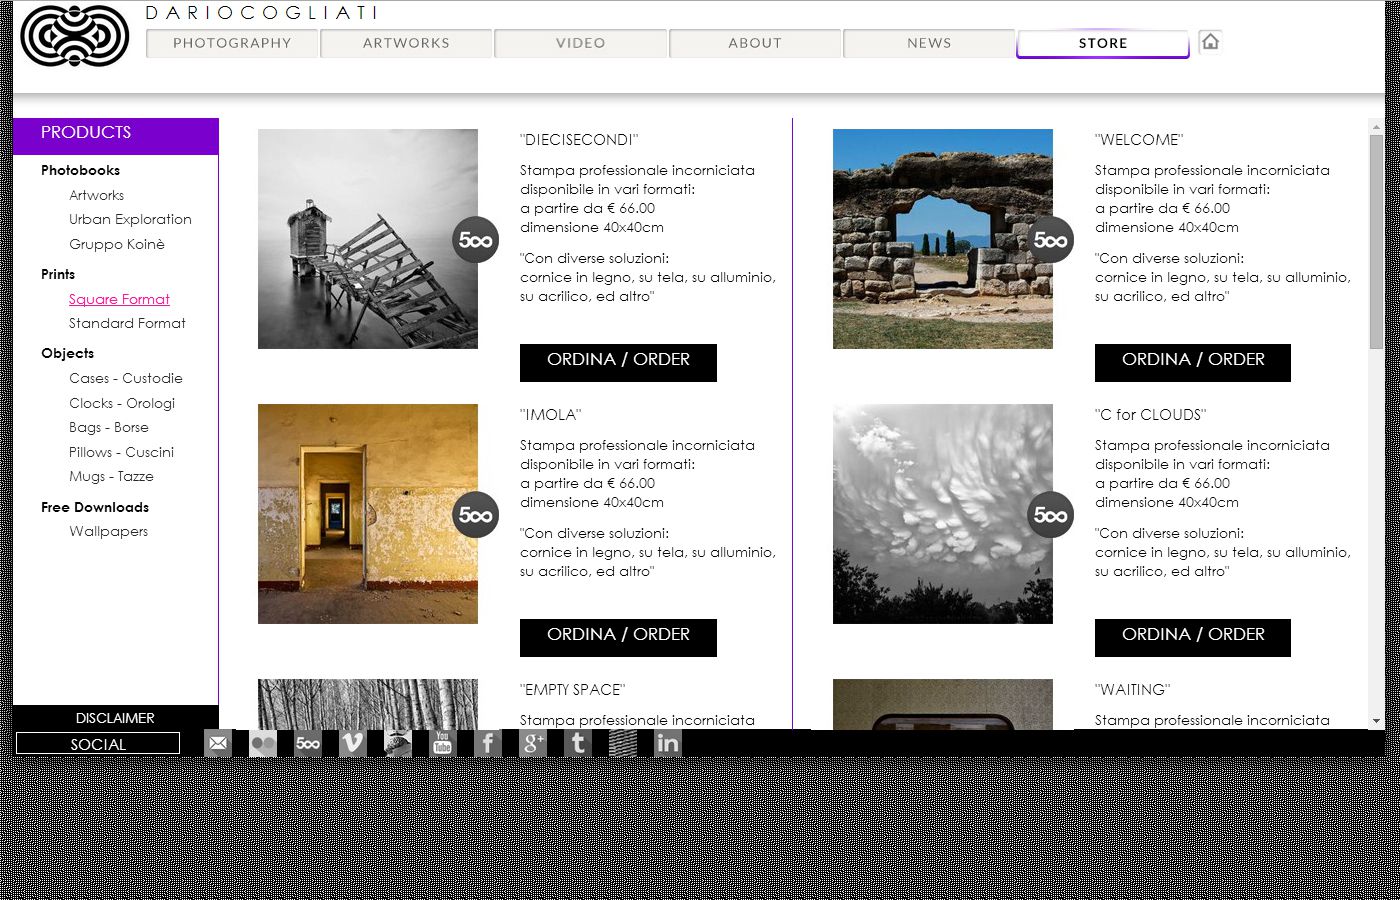 DARIOCOGLIATI
PHOTOGRAPHY
ARTWORKS
VIDEO
ABOUT
NEWS
STORE
PRODUCTS
Photobooks
Artworks
Urban Exploration
Gruppo Koinè
Prints
Square Format
Standard Format
Objects
Cases - Custodie
Clocks - Orologi
Bags - Borse
Pillows - Cuscini
Mugs - Tazze
Free Downloads
Wallpapers
DISCLAIMER
SOCIAL
"DIECISECONDI"
Stampa professionale incorniciata
disponibile in vari formati:
a partire da € 66.00
dimensione 40x40cm
"Con diverse soluzioni:
cornice in legno, su tela, su alluminio,
su acrilico, ed altro"
ORDINA / ORDER
"WELCOME"
Stampa professionale incorniciata
disponibile in vari formati:
a partire da € 66.00
dimensione 40x40cm
"Con diverse soluzioni:
cornice in legno, su tela, su alluminio,
su acrilico, ed altro"
ORDINA / ORDER
"IMOLA"
Stampa professionale incorniciata
disponibile in vari formati:
a partire da € 66.00
dimensione 40x40cm
"Con diverse soluzioni:
cornice in legno, su tela, su alluminio,
su acrilico, ed altro"
ORDINA / ORDER
"C for CLOUDS"
Stampa professionale incorniciata
disponibile in vari formati:
a partire da € 66.00
dimensione 40x40cm
"Con diverse soluzioni:
cornice in legno, su tela, su alluminio,
su acrilico, ed altro"
ORDINA / ORDER
"EMPTY SPACE"
Stampa professionale incorniciata
"WAITING"
Stampa professionale incorniciata
You
Tube
f
g+
t
in